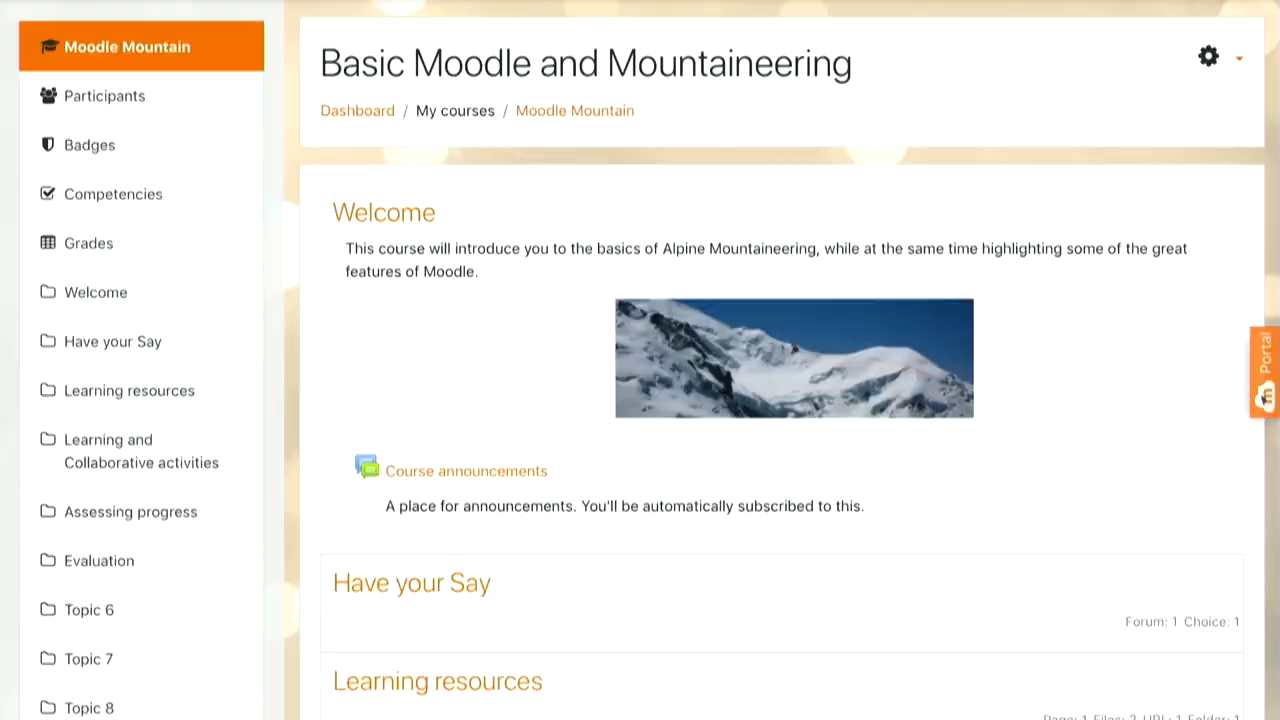 Moodle Mountain
Participants
Badges
Competencies
Grades
Welcome
Have your Say
Learning resources
Learning and
Collaborative activities
Assessing progress
Evaluation
Topic 6
Topic 7
Topic 8
Basic Moodle and Mountaineering
Dashboard / My courses / Moodle Mountain
Welcome
This course will introduce you to the basics of Alpine Mountaineering, while at the same time highlighting some of the great
features of Moodle.
Course announcements
A place for announcements. You'll be automatically subscribed to this.
Have your Say
Forum: 1 Choice: 1
Learning resources
Portal